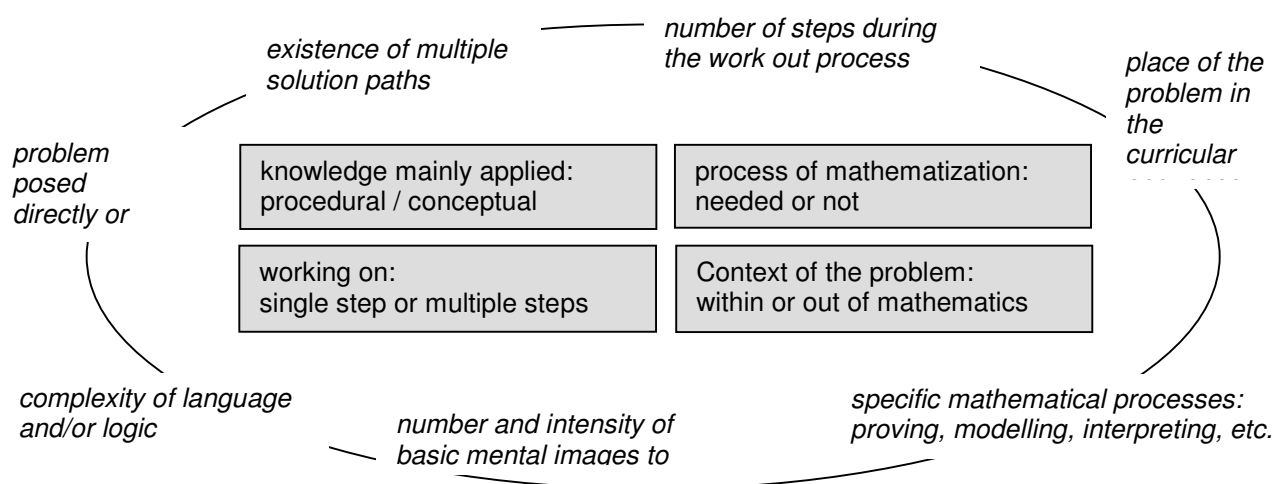 number of steps during
the work out process
existence of multiple
solution paths
place of the
problem in
the
curricular
problem
posed
directly or
knowledge mainly applied:
procedural / conceptual
process of mathematization:
needed or not
working on:
single step or multiple steps
Context of the problem:
within or out of mathematics
complexity of language
and/or logic
number and intensity of
basic mental images to
specific mathematical processes:
proving, modelling, interpreting, etc.